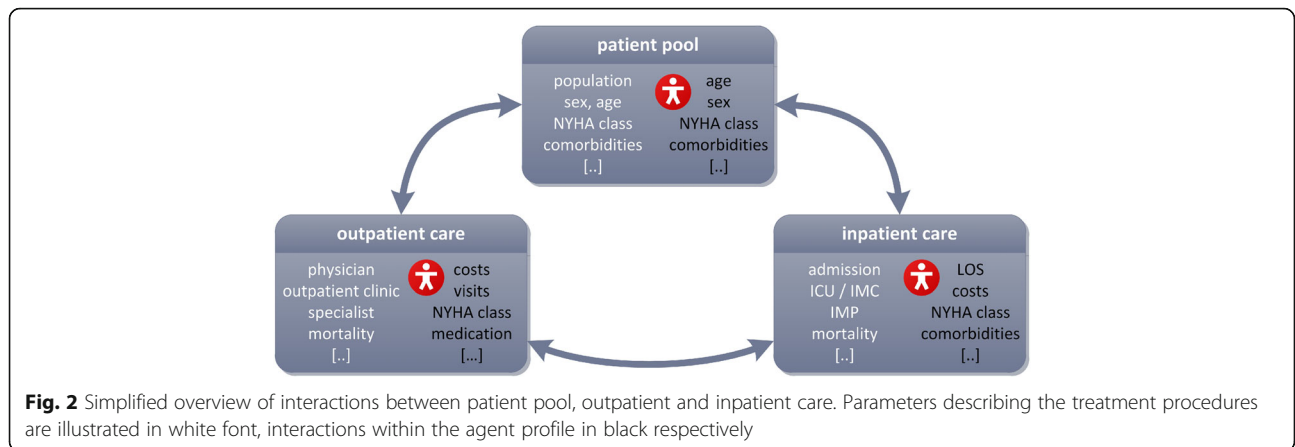 patient pool
population
sex, age
NYHA class
comorbidities
[..]
age
sex
NYHA class
comorbidities
[..]
outpatient care
physician
outpatient clinic
specialist
mortality
[..]
costs
visits
NYHA class
medication
[...]
inpatient care
admission
ICU / IMC
IMP
mortality
[..]
LOS
costs
NYHA class
comorbidities
[..]
Fig. 2 Simplified overview of interactions between patient pool, outpatient and inpatient care. Parameters describing the treatment procedures
are illustrated in white font, interactions within the agent profile in black respectively